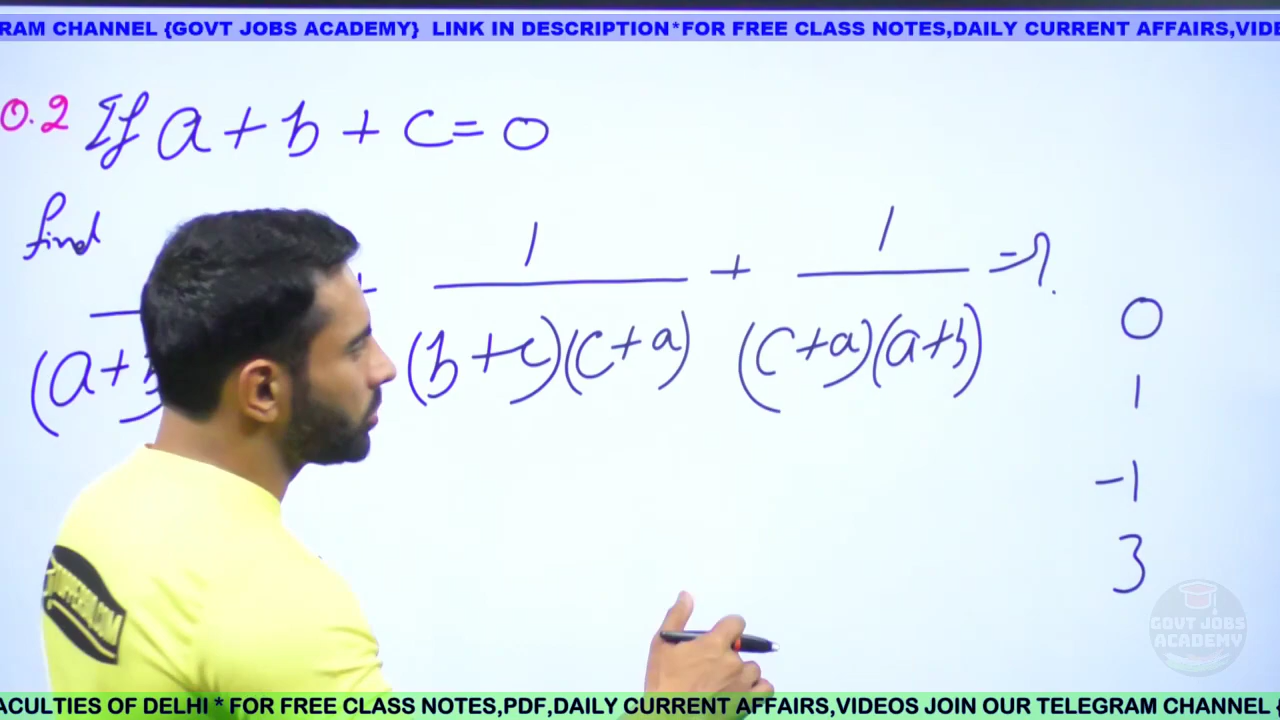 RAM CHANNEL {GOVT JOBS ACADEMY} LINK IN DESCRIPTION*FOR FREE CLASS NOTES,DAILY CURRENT AFFAIRS,VIDE
Q.2 If a + b + c = 0
find
+ 1 + 1 = ?
(a+b (b+c)(c+a) (c+a)(a+b)
0
1
-1
3
GOVT JOBS
ACADEMY
ACULTIES OF DELHI * FOR FREE CLASS NOTES,PDF,DAILY CURRENT AFFAIRS,VIDEOS JOIN OUR TELEGRAM CHANNEL {